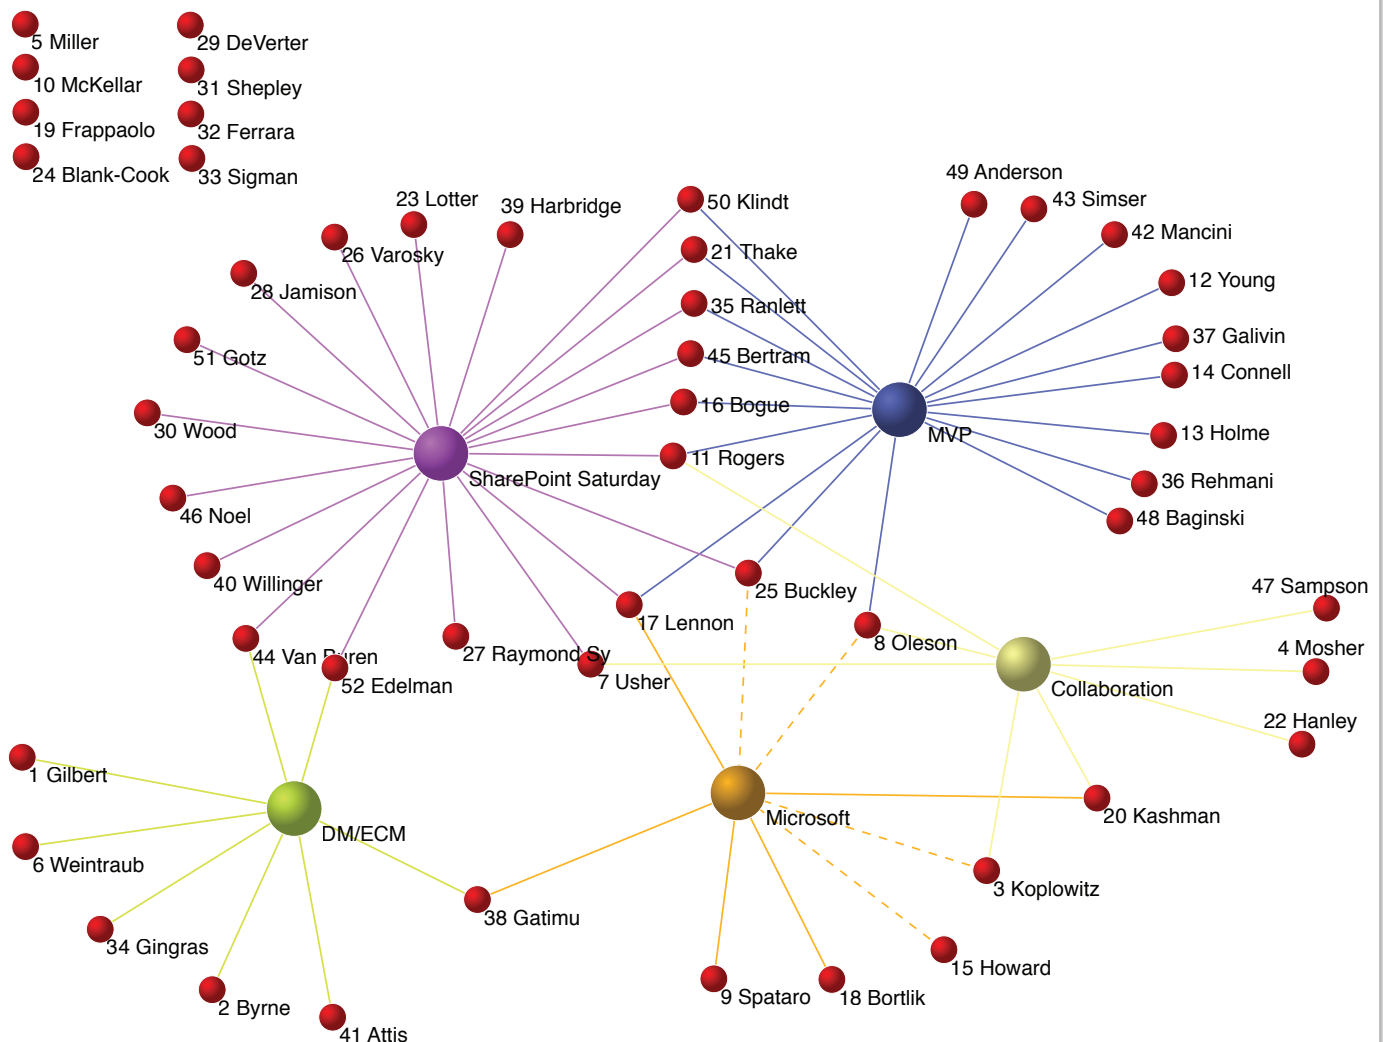 5 Miller
29 DeVerter
10 McKellar
31 Shepley
19 Frappaolo
32 Ferrara
24 Blank-Cook
33 Sigman
49 Anderson
23 Lotter
39 Harbridge
50 Klindt
43 Simser
42 Mancini
26 Varosky
21 Thake
12 Young
28 Jamison
35 Ranlett
37 Galivin
51 Gotz
45 Bertram
14 Connell
16 Bogue
30 Wood
MVP
13 Holme
11 Rogers
SharePoint Saturday
36 Rehmani
46 Noel
48 Baginski
40 Willinger
25 Buckley
47 Sampson
17 Lennon
8 Oleson
4 Mosher
44 Van Buren
27 Raymond Sy
52 Edelman
7 Usher
Collaboration
22 Hanley
1 Gilbert
Microsoft
20 Kashman
DM/ECM
6 Weintraub
3 Koplowitz
38 Gatimu
34 Gingras
15 Howard
9 Spataro
18 Bortlik
2 Byrne
41 Attis